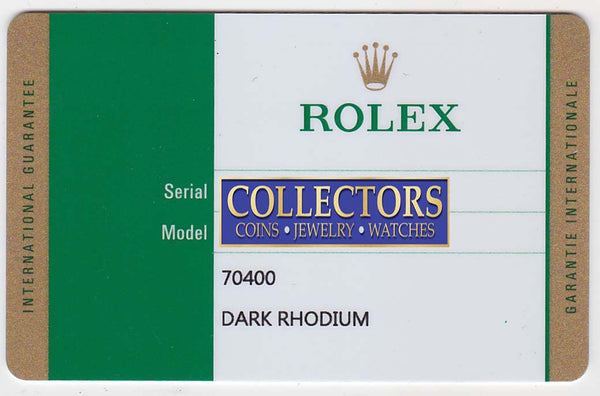 INTERNATIONAL GUARANTEE
ROLEX
Serial
COLLECTORS
COINS • JEWELRY • WATCHES
Model
70400
DARK RHODIUM
GARANTIE INTERNATIONALE